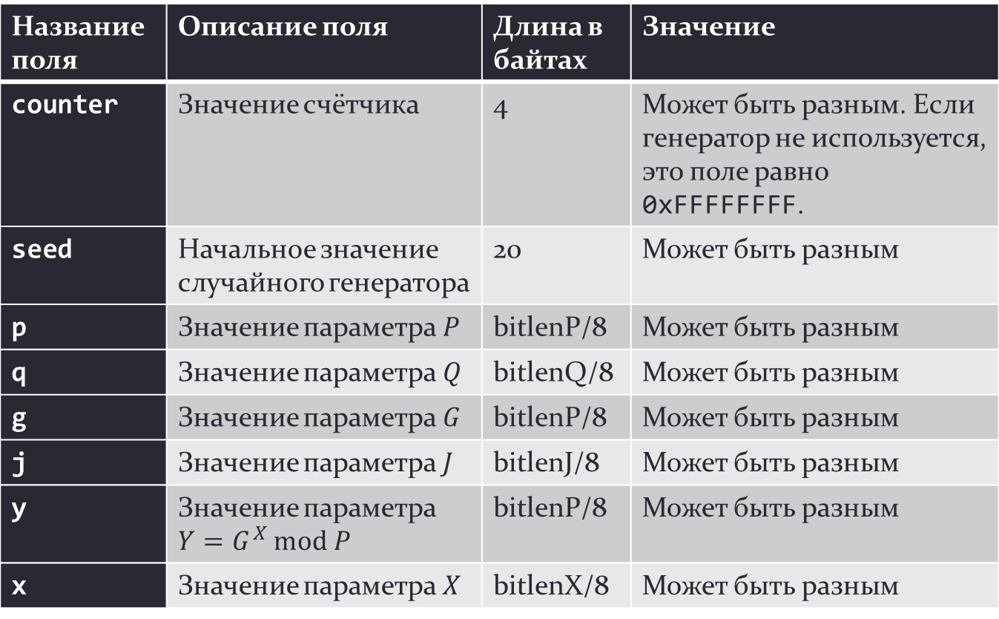 Название поля Описание поля Длина в байтах Значение
counter Значение счётчика 4 Может быть разным. Если
генератор не используется,
это поле равно
0xFFFFFFFF.
seed Начальное значение 20 Может быть разным
случайного генератора
p Значение параметра P bitlenP/8 Может быть разным
q Значение параметра Q bitlenQ/8 Может быть разным
g Значение параметра G bitlenP/8 Может быть разным
j Значение параметра J bitlenJ/8 Может быть разным
y Значение параметра bitlenP/8 Может быть разным
Y = G^X mod P
x Значение параметра X bitlenX/8 Может быть разным